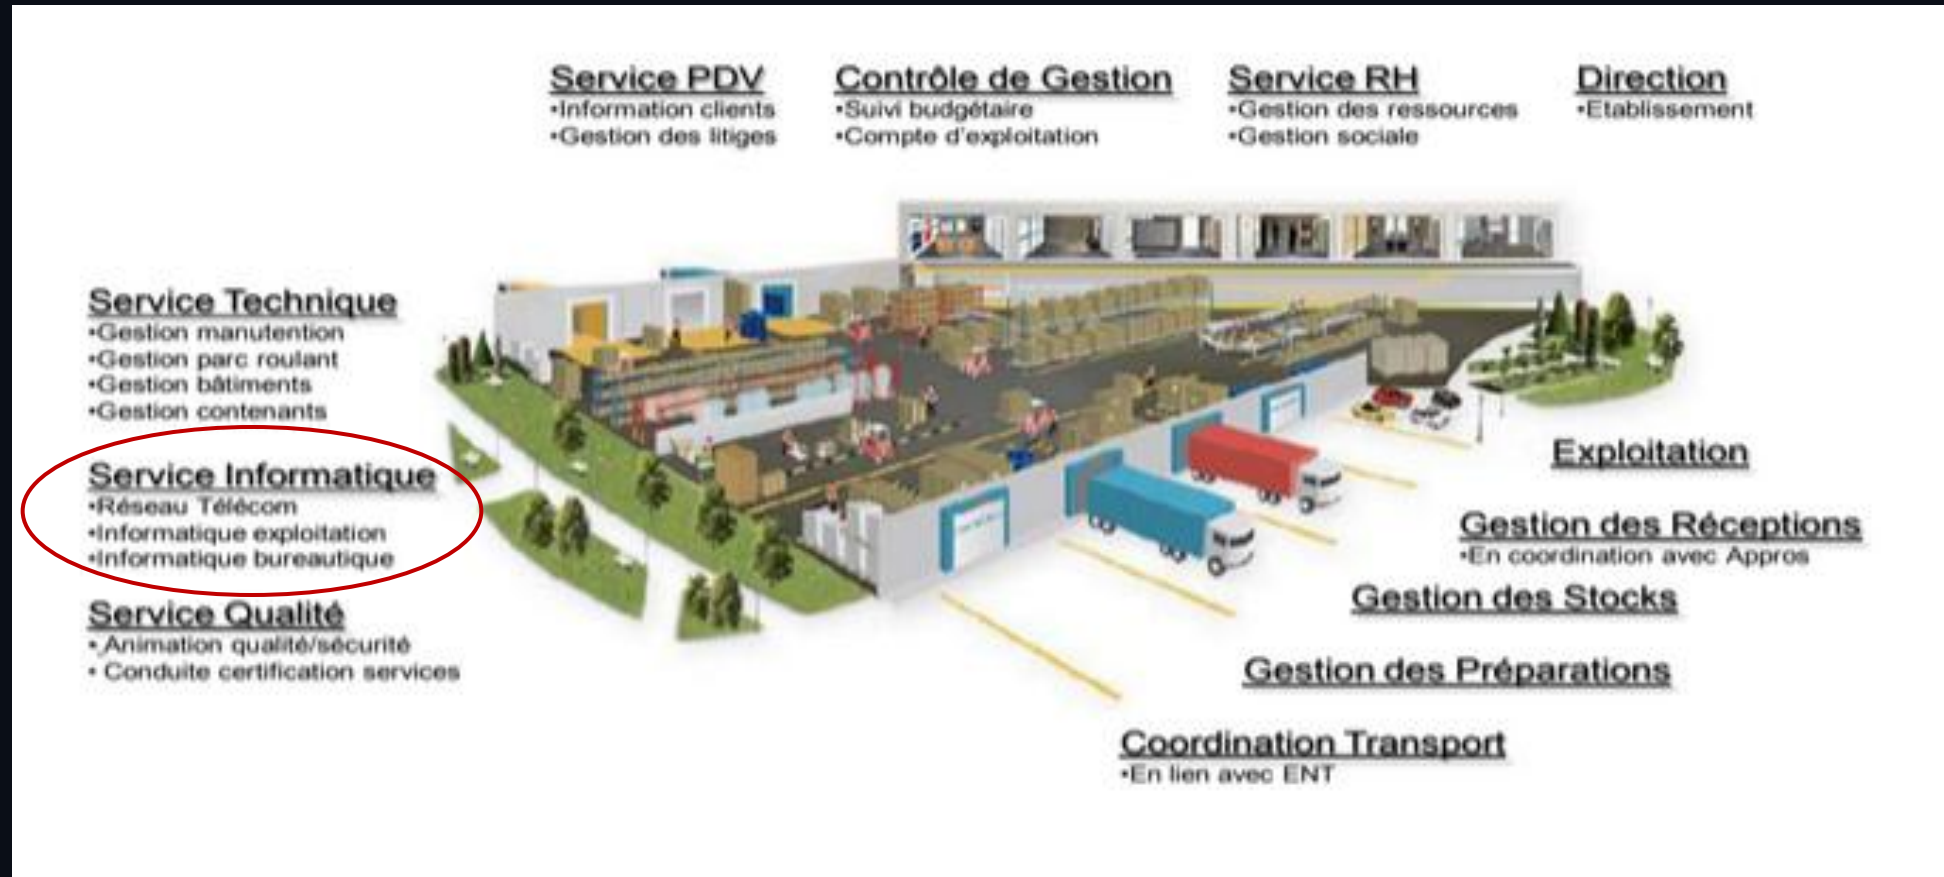 Service PDV
•Information clients
•Gestion des litiges
Contrôle de Gestion
•Suivi budgétaire
•Compte d'exploitation
Service RH
•Gestion des ressources
•Gestion sociale
Direction
•Etablissement
Service Technique
•Gestion manutention
•Gestion parc roulant
•Gestion bâtiments
•Gestion contenants
Service Informatique
•Réseau Télécom
•Informatique exploitation
•Informatique bureautique
Service Qualité
• Animation qualité/sécurité
• Conduite certification services
Exploitation
Gestion des Réceptions
•En coordination avec Appros
Gestion des Stocks
Gestion des Préparations
Coordination Transport
•En lien avec ENT